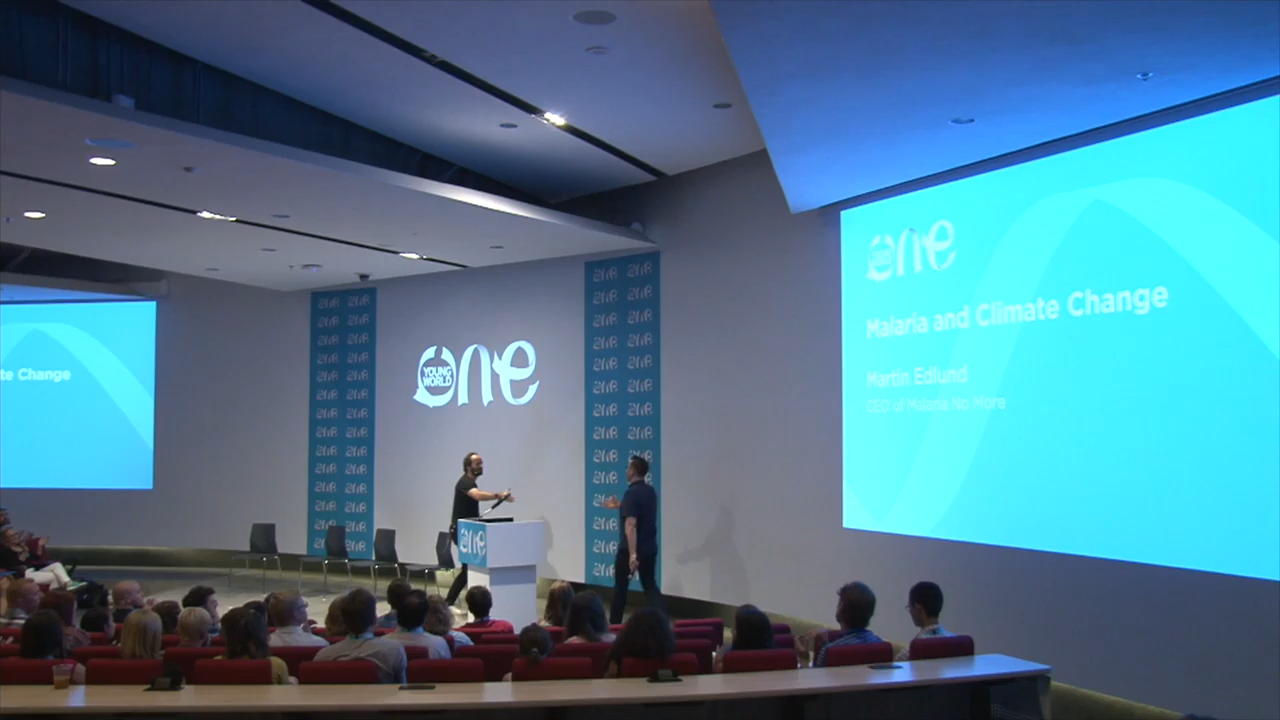 te Change
YOUNG
WORLD
one
one
one
Malaria and Climate Change
Martin Edlund
CEO of Malaria No More